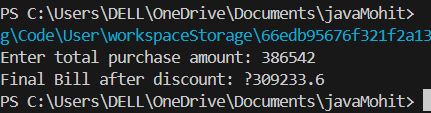 PS C:\Users\DELL\OneDrive\Documents\javaMohit>
g\Code\User\workspaceStorage\66edb95676f321f2a13
Enter total purchase amount: 386542
Final Bill after discount: ?309233.6
PS C:\Users\DELL\OneDrive\Documents\javaMohit>